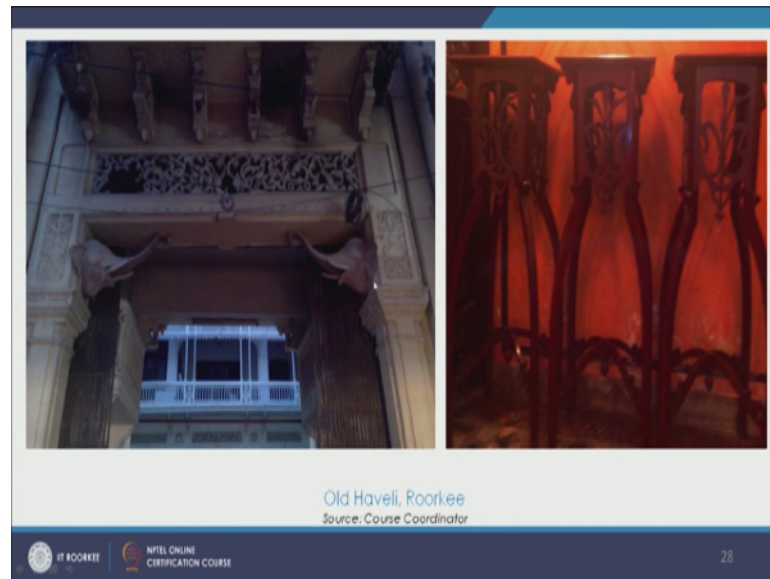 Old Haveli, Roorkee
Source: Course Coordinator
IIT ROORKEE
NPTEL ONLINE
CERTIFICATION COURSE
28